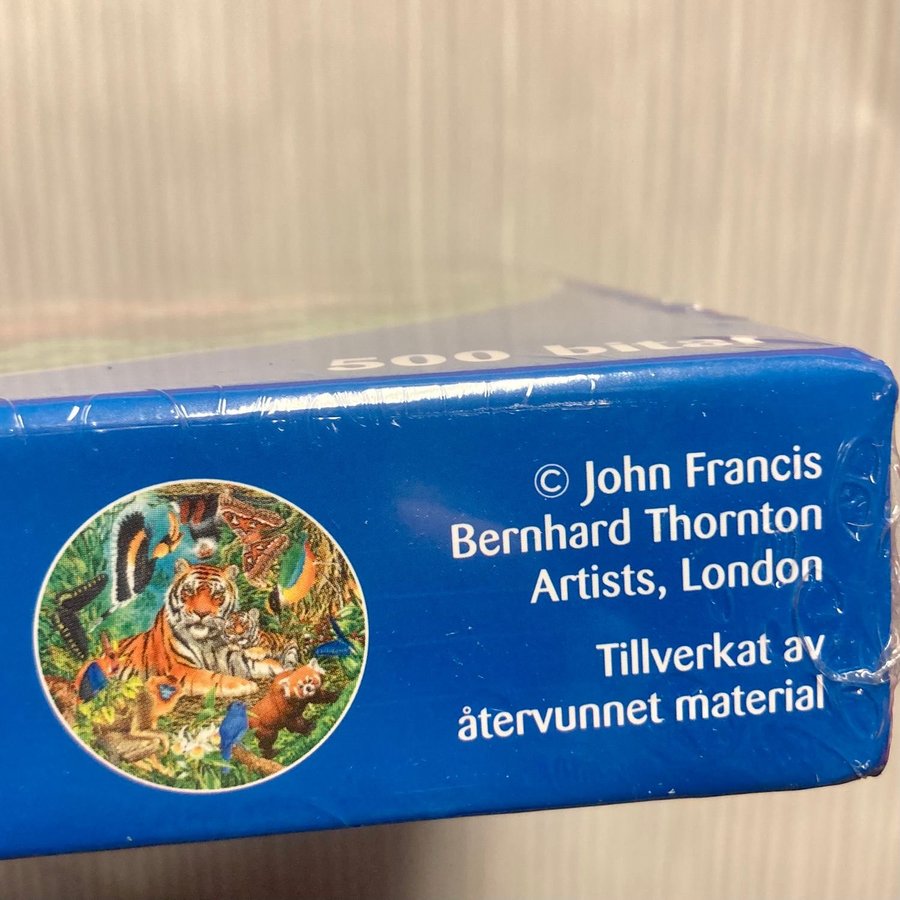 500 bitar
© John Francis
Bernhard Thornton
Artists, London
Tillverkat av
återvunnet material